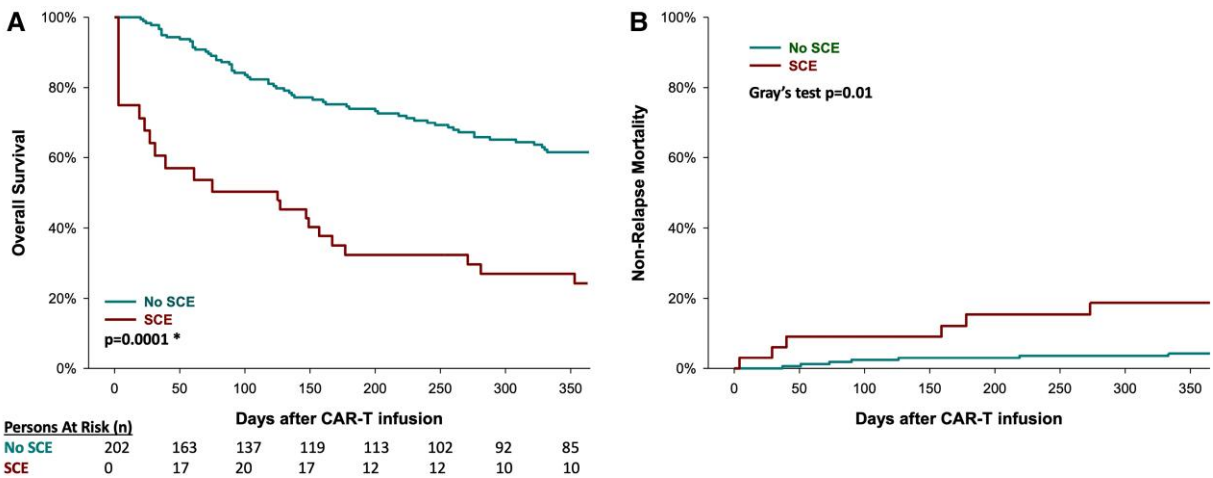 A
100%
80%
60%
40%
20%
0%
Overall Survival
No SCE
SCE
p=0.0001 *
0 50 100 150 200 250 300 350
Days after CAR-T infusion
Persons At Risk (n)
No SCE 202 163 137 119 113 102 92 85
SCE 0 17 20 17 12 12 10 10
B
100%
80%
60%
40%
20%
0%
Non-Relapse Mortality
No SCE
SCE
Gray's test p=0.01
0 50 100 150 200 250 300 350
Days after CAR-T infusion